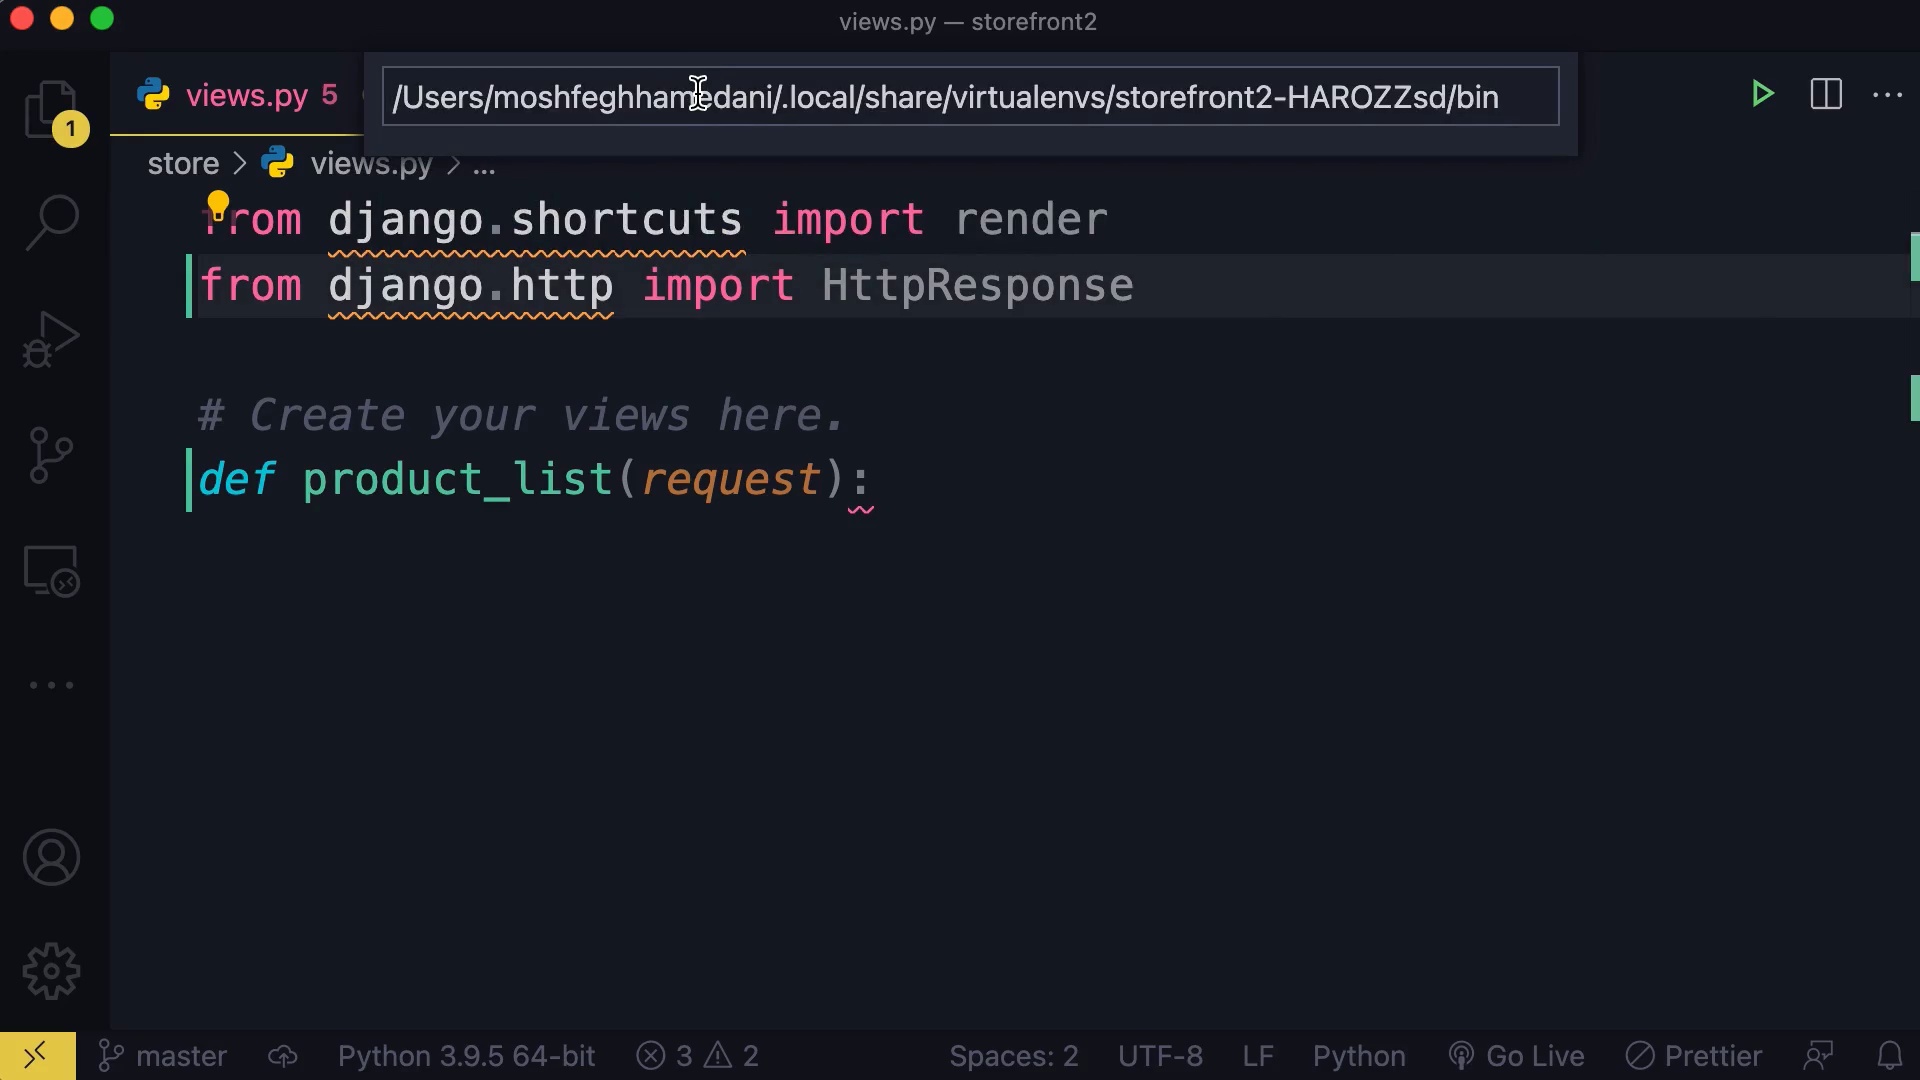 views.py — storefront2
views.py 5
/Users/moshfeghhamedani/.local/share/virtualenvs/storefront2-HAROZZsd/bin
1
store > views.py > ...
from django.shortcuts import render
from django.http import HttpResponse
# Create your views here.
def product_list(request):
master Python 3.9.5 64-bit 3 2 Spaces: 2 UTF-8 LF Python Go Live Prettier